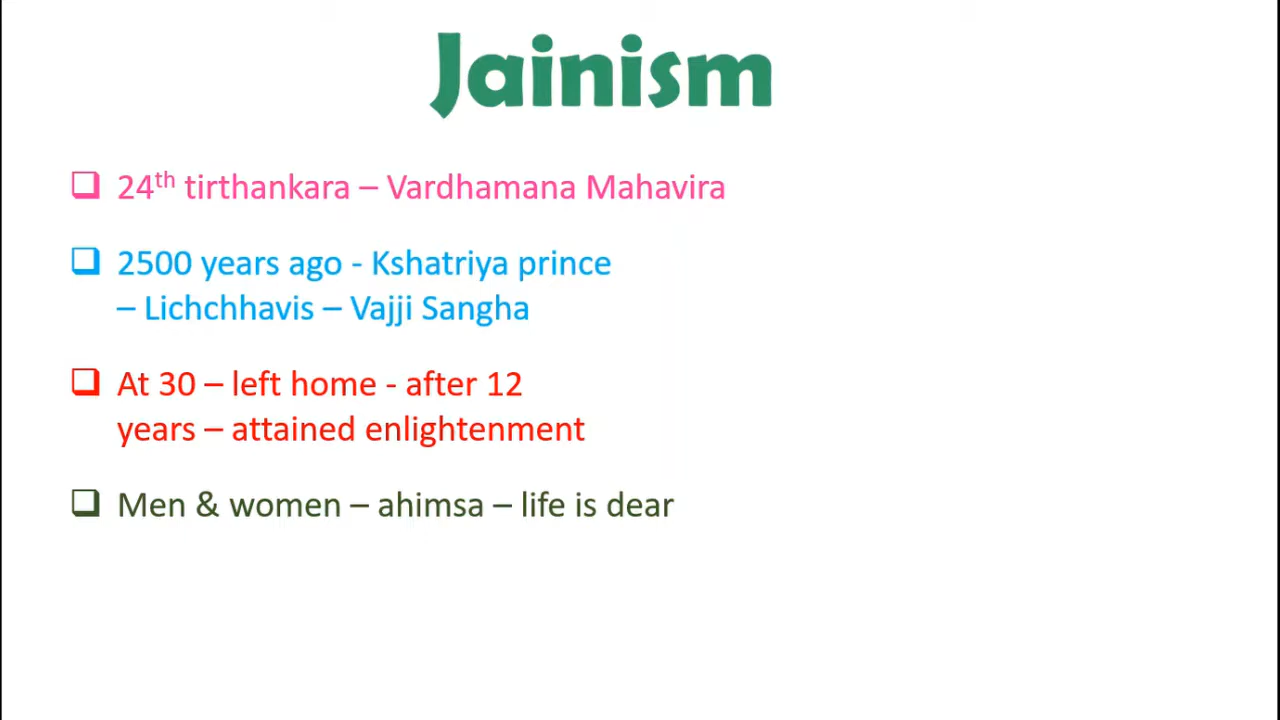 Jainism
❑ 24th tirthankara – Vardhamana Mahavira
❑ 2500 years ago - Kshatriya prince
– Lichchhavis – Vajji Sangha
❑ At 30 – left home - after 12
years – attained enlightenment
❑ Men & women – ahimsa – life is dear